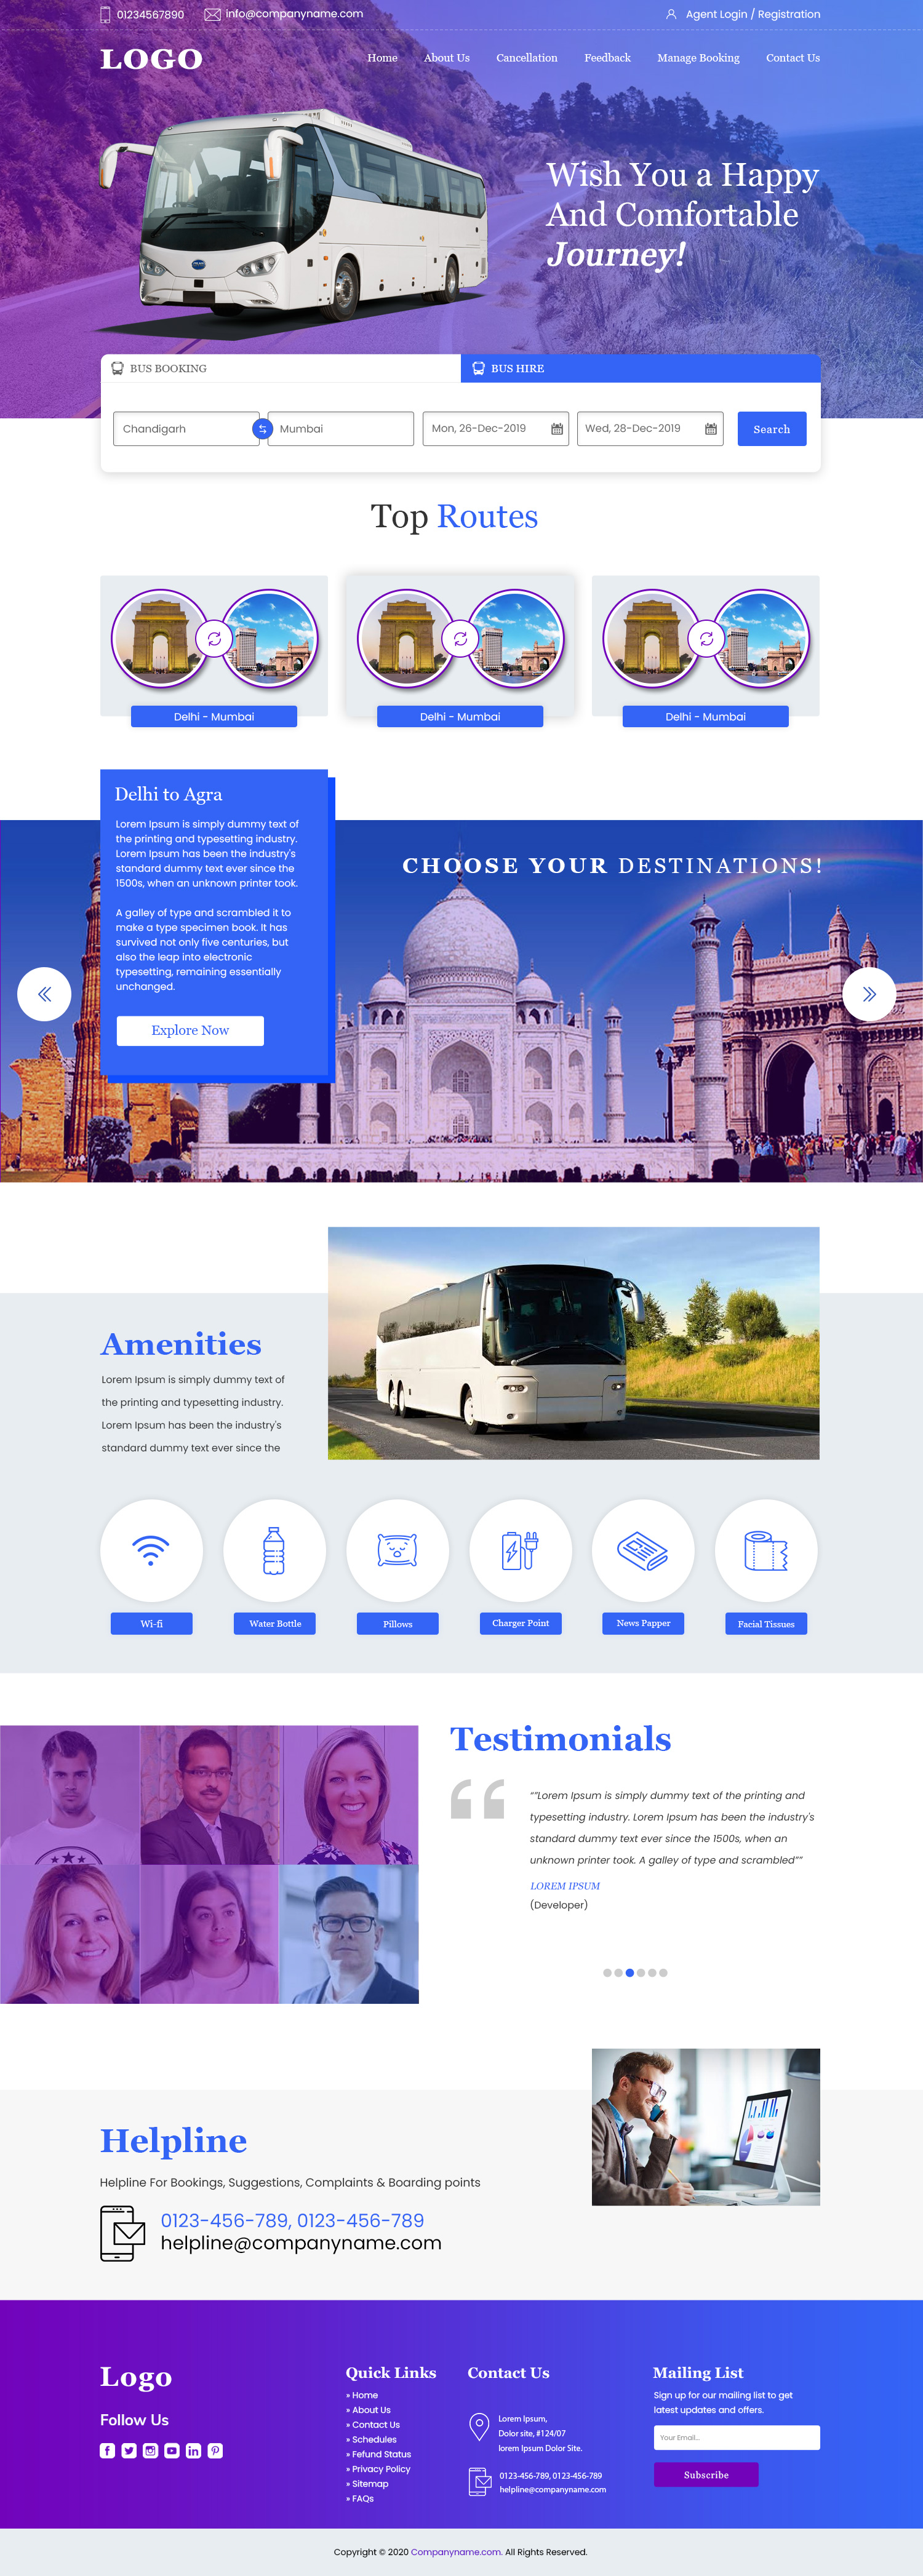 01234567890
info@companyname.com
Agent Login / Registration
LOGO
Home
About Us
Cancellation
Feedback
Manage Booking
Contact Us
Wish You a Happy
And Comfortable
Journey!
BUS BOOKING
BUS HIRE
Chandigarh
Mumbai
Mon, 26-Dec-2019
Wed, 28-Dec-2019
Search
Top Routes
Delhi - Mumbai
Delhi - Mumbai
Delhi - Mumbai
Delhi to Agra
Lorem Ipsum is simply dummy text of
the printing and typesetting industry.
Lorem Ipsum has been the industry's
standard dummy text ever since the
1500s, when an unknown printer took.
A galley of type and scrambled it to
make a type specimen book. It has
survived not only five centuries, but
also the leap into electronic
typesetting, remaining essentially
unchanged.
Explore Now
CHOOSE YOUR DESTINATIONS!
Amenities
Lorem Ipsum is simply dummy text of
the printing and typesetting industry.
Lorem Ipsum has been the industry's
standard dummy text ever since the
Wi-fi
Water Bottle
Pillows
Charger Point
News Papper
Facial Tissues
Testimonials
""Lorem Ipsum is simply dummy text of the printing and
typesetting industry. Lorem Ipsum has been the industry's
standard dummy text ever since the 1500s, when an
unknown printer took. A galley of type and scrambled""
LOREM IPSUM
(Developer)
Helpline
Helpline For Bookings, Suggestions, Complaints & Boarding points
0123-456-789, 0123-456-789
helpline@companyname.com
Logo
Follow Us
Quick Links
» Home
» About Us
» Contact Us
» Schedules
» Fefund Status
» Privacy Policy
» Sitemap
» FAQs
Contact Us
Lorem Ipsum,
Dolor site, #124/07
lorem Ipsum Dolor Site.
0123-456-789, 0123-456-789
helpline@companyname.com
Mailing List
Sign up for our mailing list to get
latest updates and offers.
Your Email...
Subscribe
Copyright © 2020 Companyname.com. All Rights Reserved.